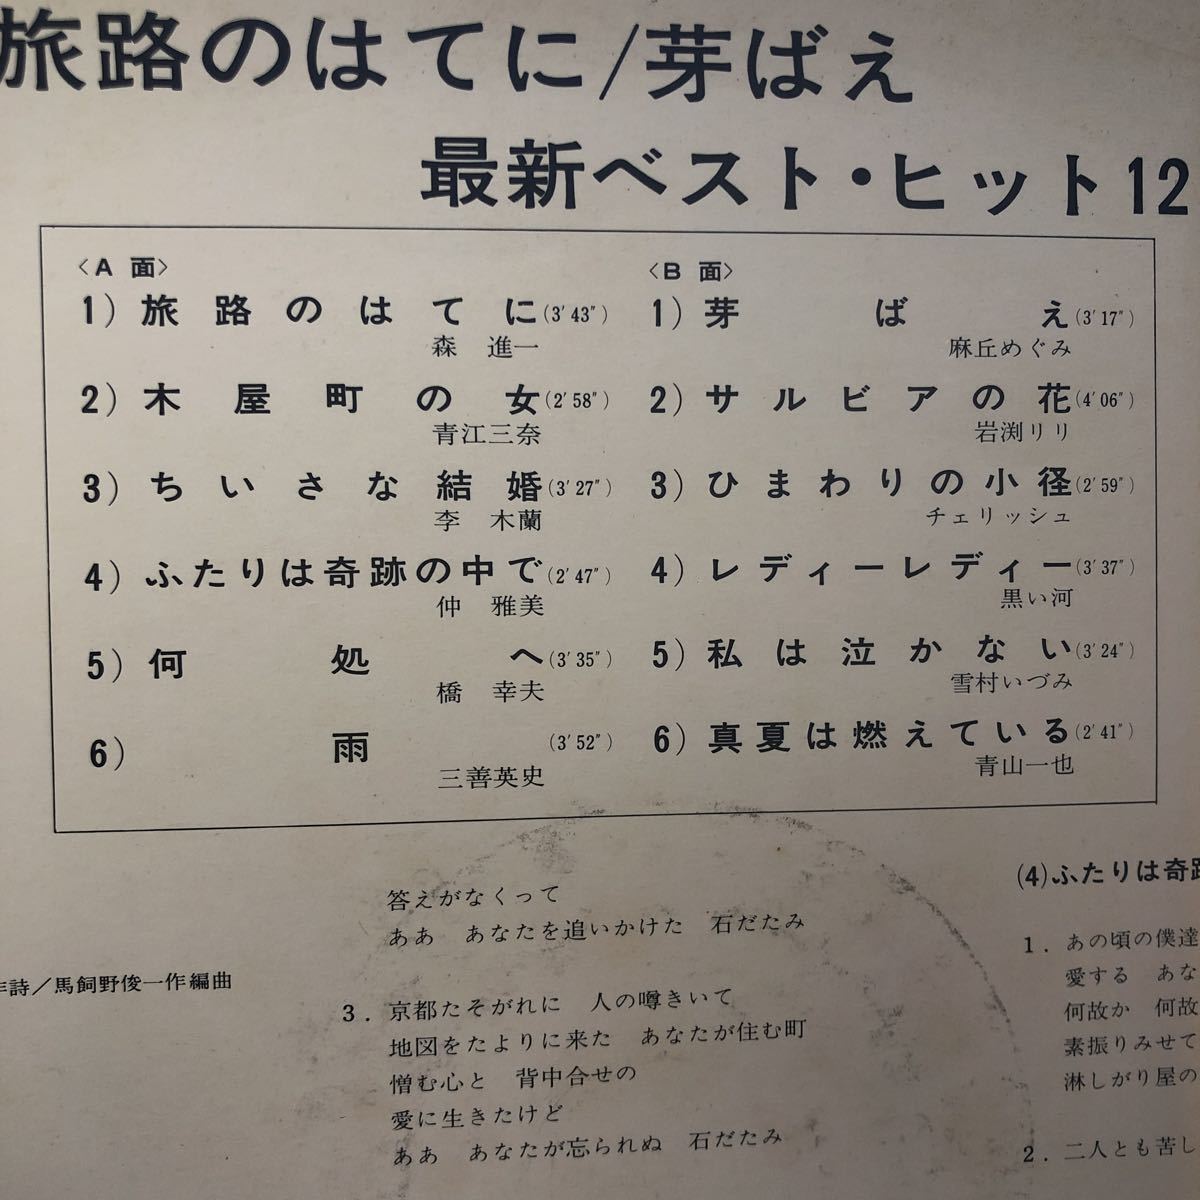 旅路のはてに/芽ばえ
最新ベスト・ヒット12
〈A 面〉
1) 旅路のはてに(3′43″)
森 進一
2) 木屋町の女(2′58″)
青江三奈
3) ちいさな結婚(3′27″)
李 木蘭
4) ふたりは奇跡の中で(2′47″)
仲 雅美
5) 何処へ(3′35″)
橋 幸夫
6) 雨(3′52″)
三善英史
〈B 面〉
1) 芽ばえ(3′17″)
麻丘めぐみ
2) サルビアの花(4′06″)
岩渕リリ
3) ひまわりの小径(2′59″)
チェリッシュ
4) レディーレディー(3′37″)
黒い河
5) 私は泣かない(3′24″)
雪村いづみ
6) 真夏は燃えている(2′41″)
青山一也
作詩/馬飼野俊一作編曲
答えがなくって
ああ あなたを追いかけた 石だたみ
3. 京都たそがれに 人の噂きいて
地図をたよりに来た あなたが住む町
憎む心と 背中合せの
愛に生きたけど
ああ あなたが忘られぬ 石だたみ
(4)ふたりは奇跡
1. あの頃の僕達
愛する あな
何故か 何故
素振りみせて
淋しがり屋の
2. 二人とも苦し